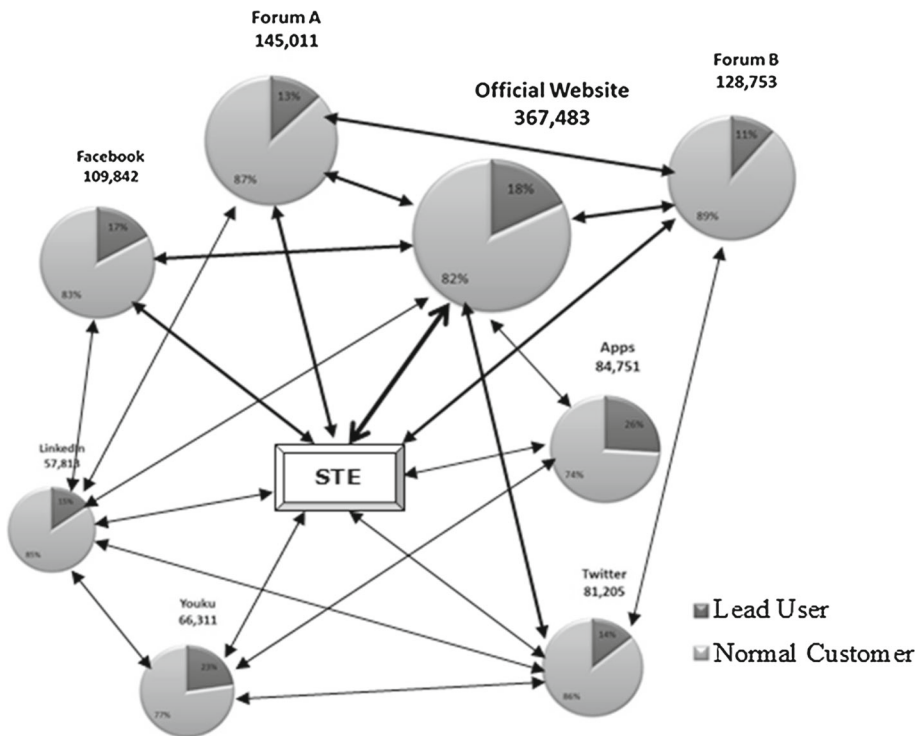 Forum A
145,011
13%
87%
Official Website
367,483
18%
82%
Forum B
128,753
11%
89%
Facebook
109,842
17%
83%
Apps
84,751
26%
74%
LinkedIn
57,813
15%
85%
STE
Youku
66,311
23%
77%
Twitter
81,205
14%
86%
Lead User
Normal Customer